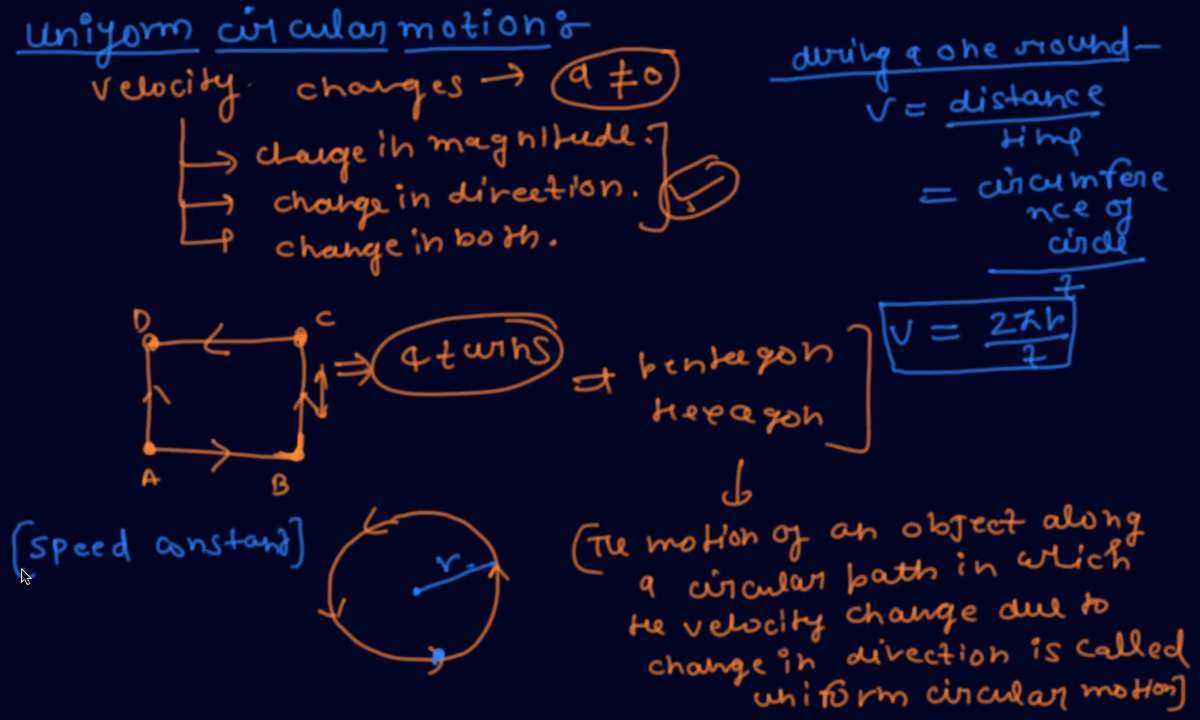 uniform circular motion:-
velocity changes → a ≠ 0
change in magnitude.
change in direction.
change in both.
during a one round —
v = distance
time
= circumfere
nce of
circle
t
v = 2πr
t
D C
A B
⇒ 4 turns ⇒ pentagon
Hexagon
[speed constant]
r.
(The motion of an object along
a circular path in which
the velocity change due to
change in direction is called
uniform circular motion]